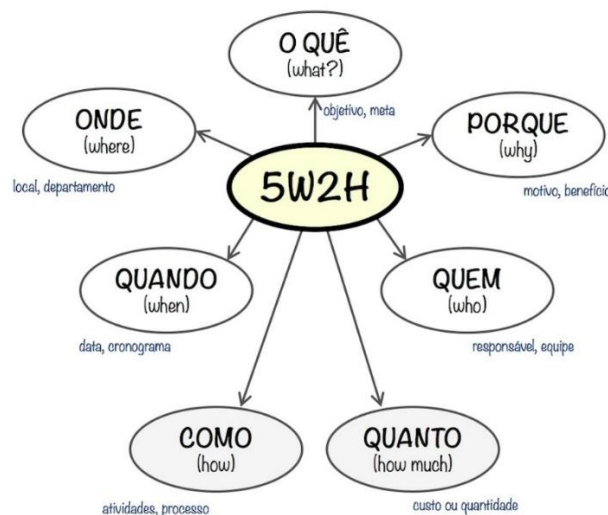 O QUÊ
(what?)
objetivo, meta
ONDE
(where)
local, departamento
PORQUE
(why)
motivo, benefício
5W2H
QUANDO
(when)
data, cronograma
QUEM
(who)
responsável, equipe
COMO
(how)
atividades, processo
QUANTO
(how much)
custo ou quantidade